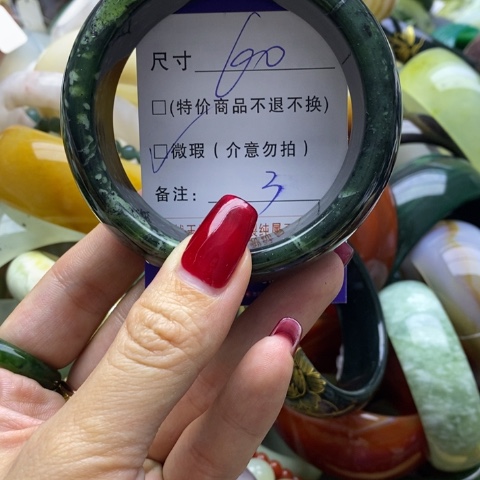 尺寸 60
□(特价商品不退不换)
□微瑕(介意勿拍)
备注: 3